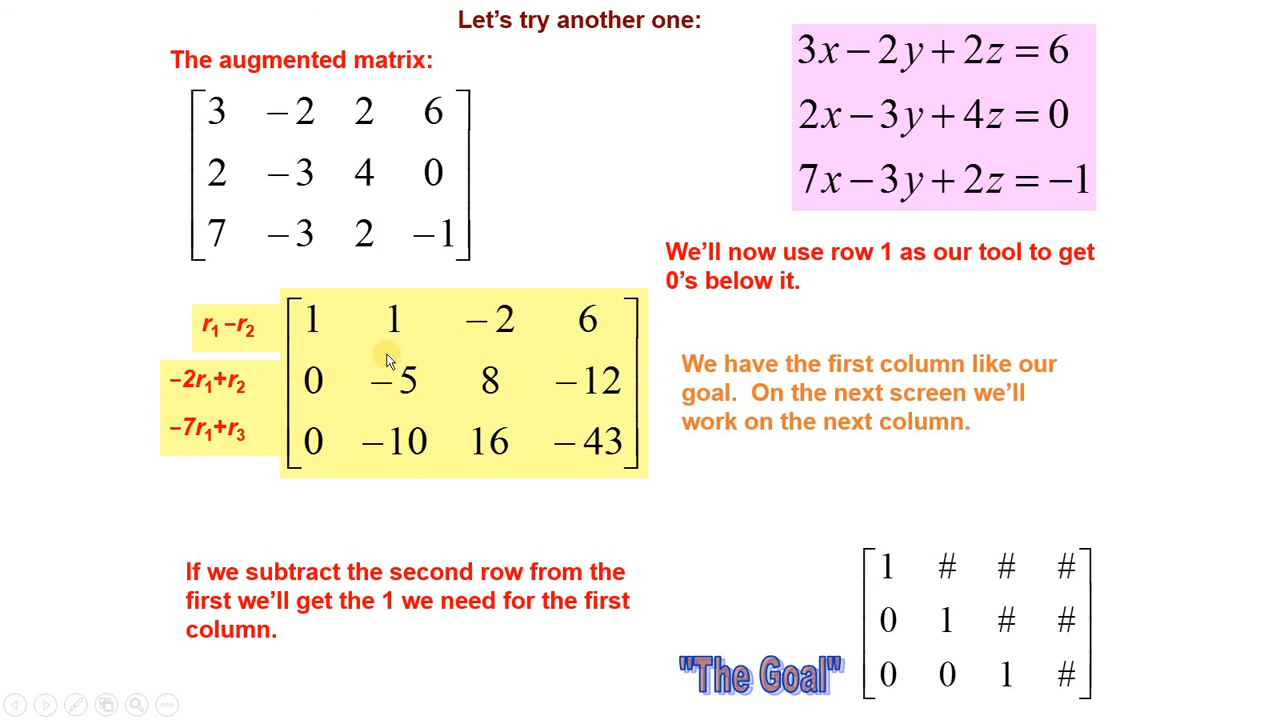 Let's try another one:
The augmented matrix:
3 −2 2 6
2 −3 4 0
7 −3 2 −1
3x − 2y + 2z = 6
2x − 3y + 4z = 0
7x − 3y + 2z = −1
We'll now use row 1 as our tool to get
0's below it.
r₁ −r₂
−2r₁+r₂
−7r₁+r₃
1 1 −2 6
0 −5 8 −12
0 −10 16 −43
We have the first column like our
goal. On the next screen we'll
work on the next column.
If we subtract the second row from the
first we'll get the 1 we need for the first
column.
"The Goal"
1 # # #
0 1 # #
0 0 1 #